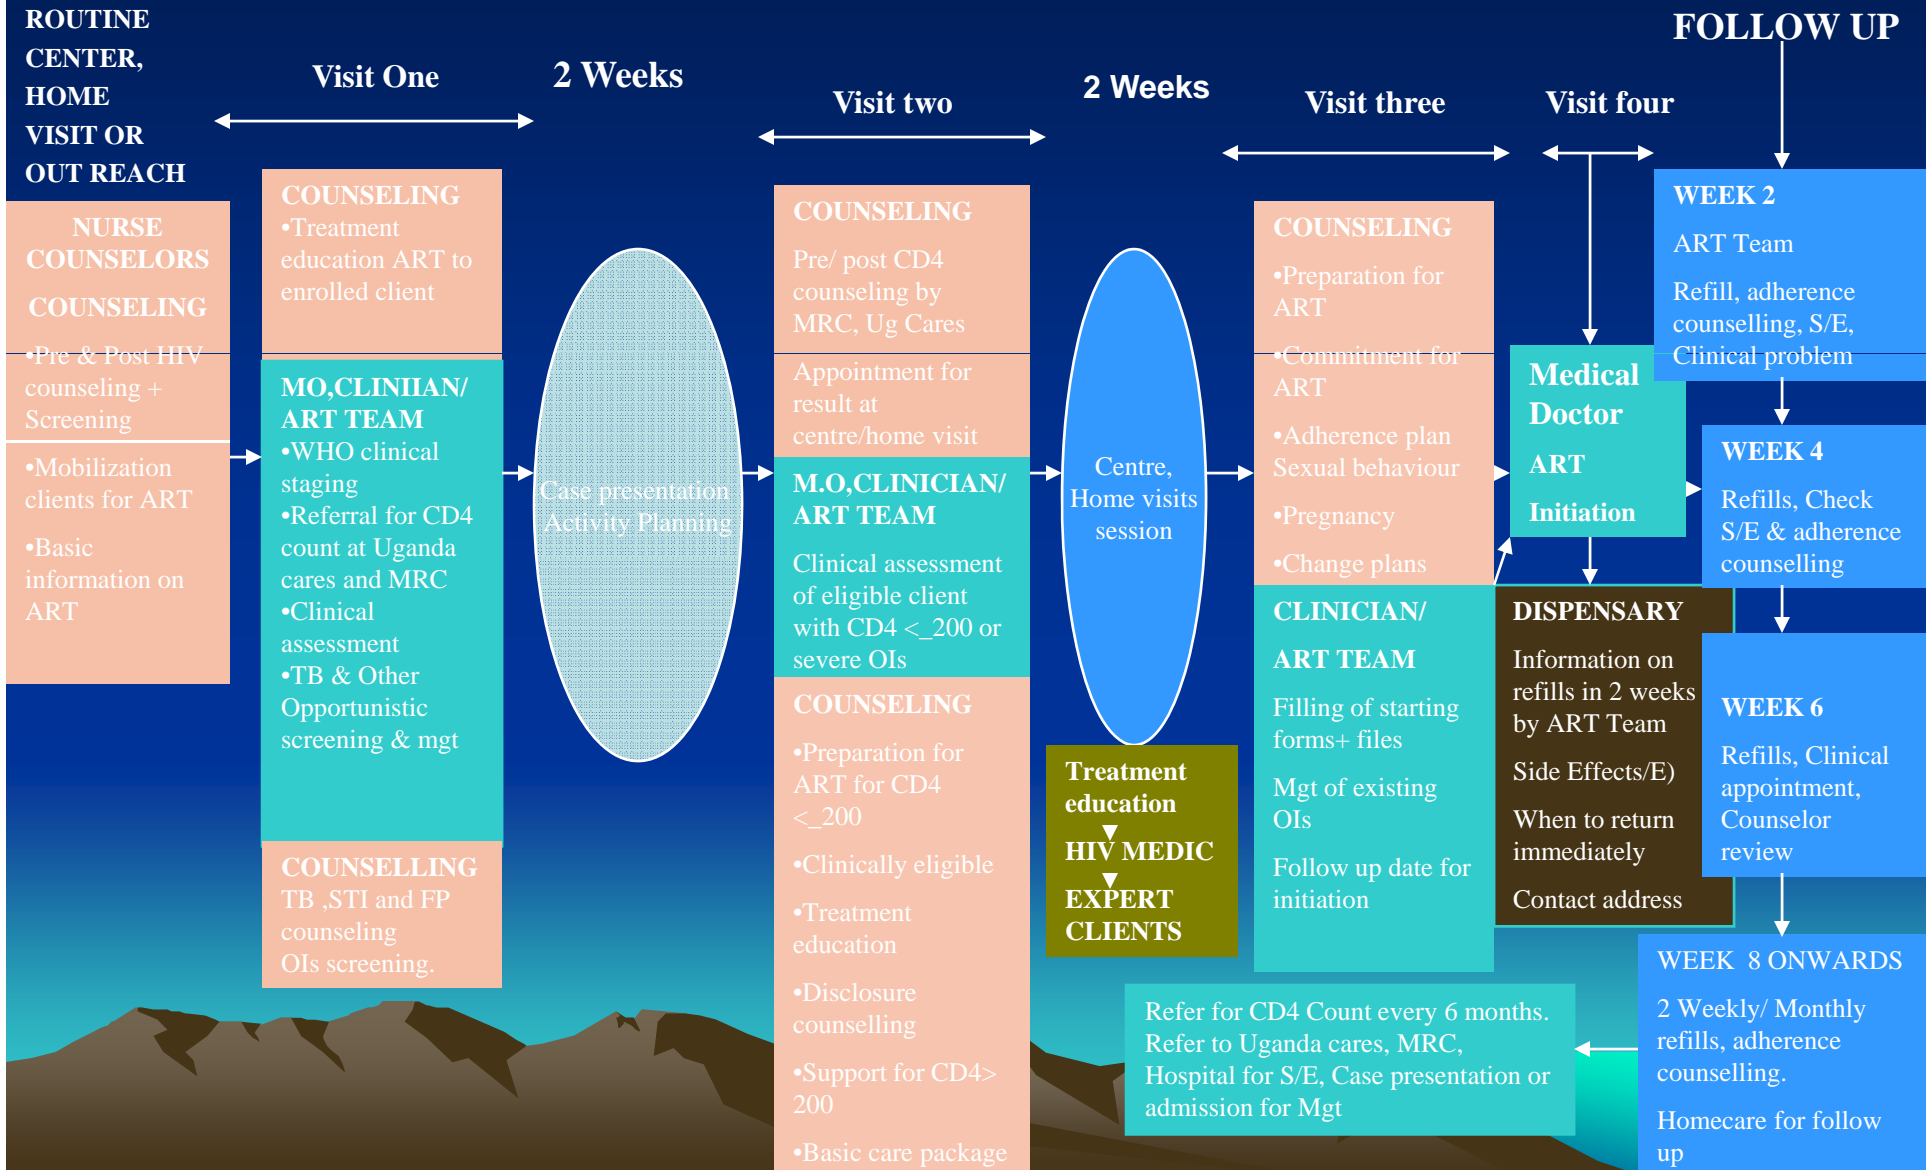 ROUTINE
CENTER,
HOME
VISIT OR
OUT REACH
NURSE
COUNSELORS
COUNSELING
•Pre & Post HIV
counseling +
Screening
•Mobilization
clients for ART
•Basic
information on
ART
Visit One
COUNSELING
•Treatment
education ART to
enrolled client
MO,CLINIIAN/
ART TEAM
•WHO clinical
staging
•Referral for CD4
count at Uganda
cares and MRC
•Clinical
assessment
•TB & Other
Opportunistic
screening & mgt
COUNSELLING
TB ,STI and FP
counseling
OIs screening.
2 Weeks
Case presentation
Activity Planning
Visit two
COUNSELING
Pre/ post CD4
counseling by
MRC, Ug Cares
Appointment for
result at
centre/home visit
M.O,CLINICIAN/
ART TEAM
Clinical assessment
of eligible client
with CD4 <_200 or
severe OIs
COUNSELING
•Preparation for
ART for CD4
<_200
•Clinically eligible
•Treatment
education
•Disclosure
counselling
•Support for CD4>
200
•Basic care package
2 Weeks
Centre,
Home visits
session
Treatment
education
HIV MEDIC
EXPERT
CLIENTS
Visit three
COUNSELING
•Preparation for
ART
•Commitment for
ART
•Adherence plan
Sexual behaviour
•Pregnancy
•Change plans
CLINICIAN/
ART TEAM
Filling of starting
forms+ files
Mgt of existing
OIs
Follow up date for
initiation
Visit four
Medical
Doctor
ART
Initiation
DISPENSARY
Information on
refills in 2 weeks
by ART Team
Side Effects/E)
When to return
immediately
Contact address
FOLLOW UP
WEEK 2
ART Team
Refill, adherence
counselling, S/E,
Clinical problem
WEEK 4
Refills, Check
S/E & adherence
counselling
WEEK 6
Refills, Clinical
appointment,
Counselor
review
WEEK  8 ONWARDS
2 Weekly/ Monthly
refills, adherence
counselling.
Homecare for follow
up
Refer for CD4 Count every 6 months.
Refer to Uganda cares, MRC,
Hospital for S/E, Case presentation or
admission for Mgt